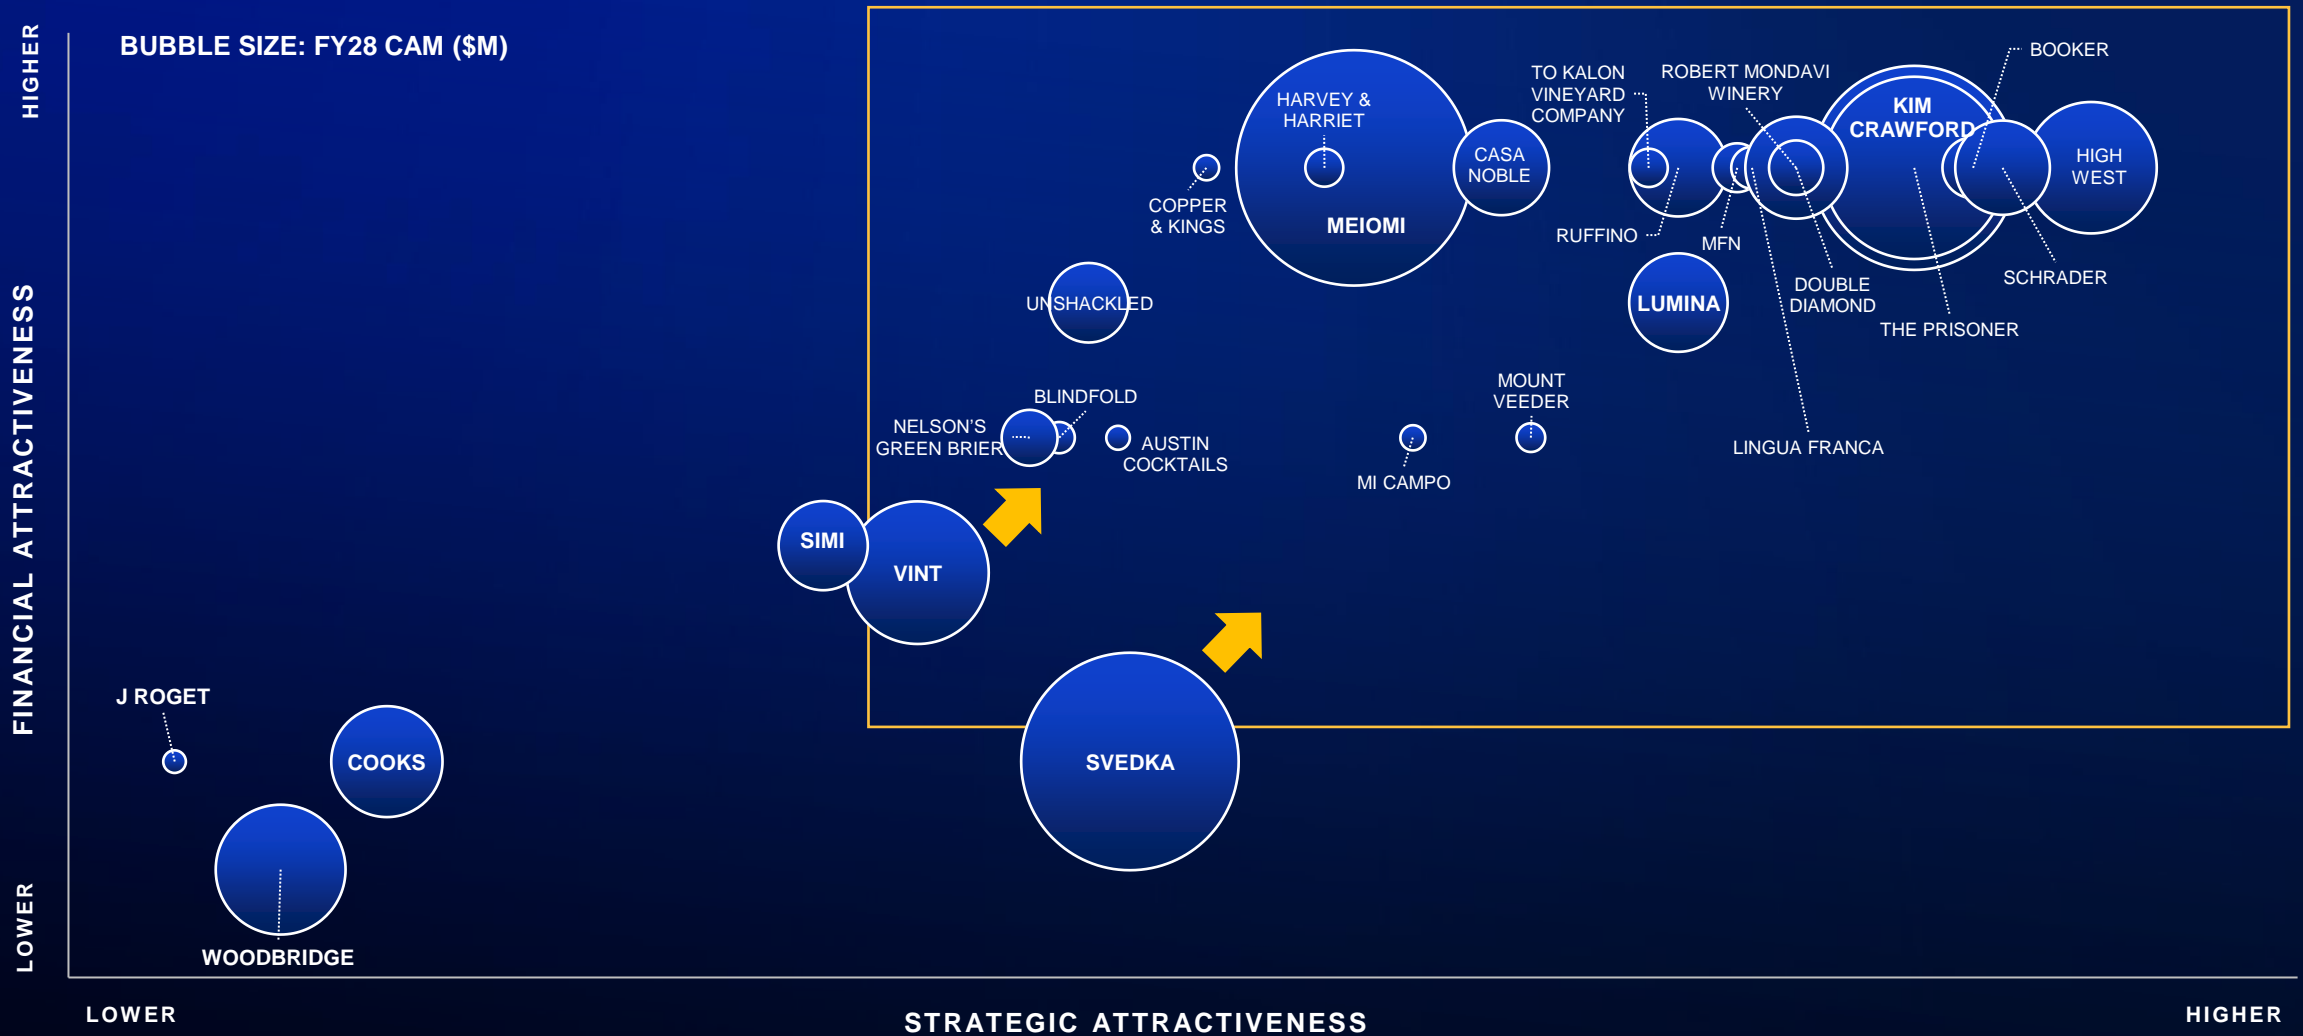 HIGHER
BUBBLE SIZE: FY28 CAM ($M)
BOOKER
TO KALON
VINEYARD
COMPANY
ROBERT MONDAVI
WINERY
HARVEY &
HARRIET
KIM
CRAWFORD
CASA
NOBLE
HIGH
WEST
COPPER
& KINGS
MEIOMI
RUFFINO
MFN
SCHRADER
DOUBLE
DIAMOND
UNSHACKLED
LUMINA
THE PRISONER
FINANCIAL ATTRACTIVENESS
MOUNT
VEEDER
BLINDFOLD
NELSON'S
GREEN BRIER
AUSTIN
COCKTAILS
LINGUA FRANCA
MI CAMPO
SIMI
VINT
J ROGET
COOKS
SVEDKA
WOODBRIDGE
LOWER
LOWER
STRATEGIC ATTRACTIVENESS
HIGHER